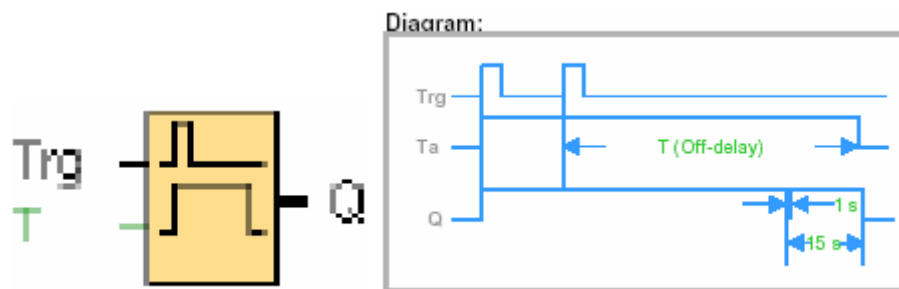 Trg
T
Q
Diagram:
Trg
Ta
T (Off-delay)
Q
1 s
15 s